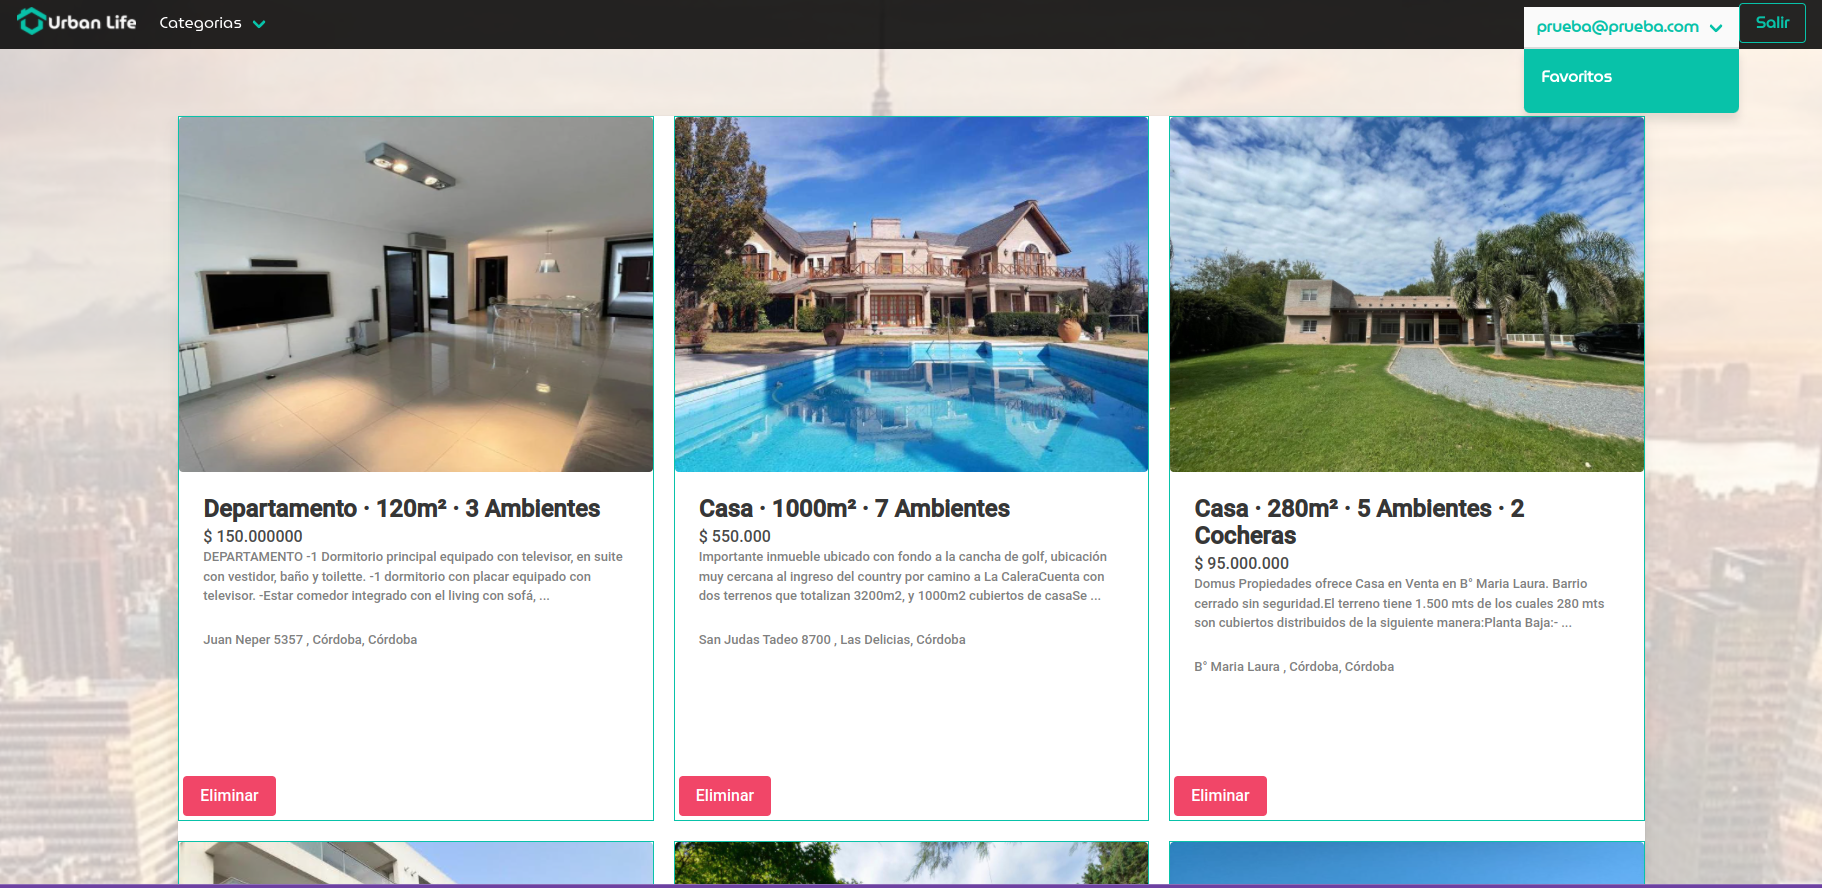 Urban Life
Categorias
prueba@prueba.com
Salir
Favoritos
Departamento · 120m² · 3 Ambientes
$ 150.000000
DEPARTAMENTO -1 Dormitorio principal equipado con televisor, en suite
con vestidor, baño y toilette. -1 dormitorio con placar equipado con
televisor. -Estar comedor integrado con el living con sofá, ...
Juan Neper 5357 , Córdoba, Córdoba
Eliminar
Casa · 1000m² · 7 Ambientes
$ 550.000
Importante inmueble ubicado con fondo a la cancha de golf, ubicación
muy cercana al ingreso del country por camino a La CaleraCuenta con
dos terrenos que totalizan 3200m2, y 1000m2 cubiertos de casaSe ...
San Judas Tadeo 8700 , Las Delicias, Córdoba
Eliminar
Casa · 280m² · 5 Ambientes · 2
Cocheras
$ 95.000.000
Domus Propiedades ofrece Casa en Venta en B° Maria Laura. Barrio
cerrado sin seguridad.El terreno tiene 1.500 mts de los cuales 280 mts
son cubiertos distribuidos de la siguiente manera:Planta Baja:- ...
B° Maria Laura , Córdoba, Córdoba
Eliminar